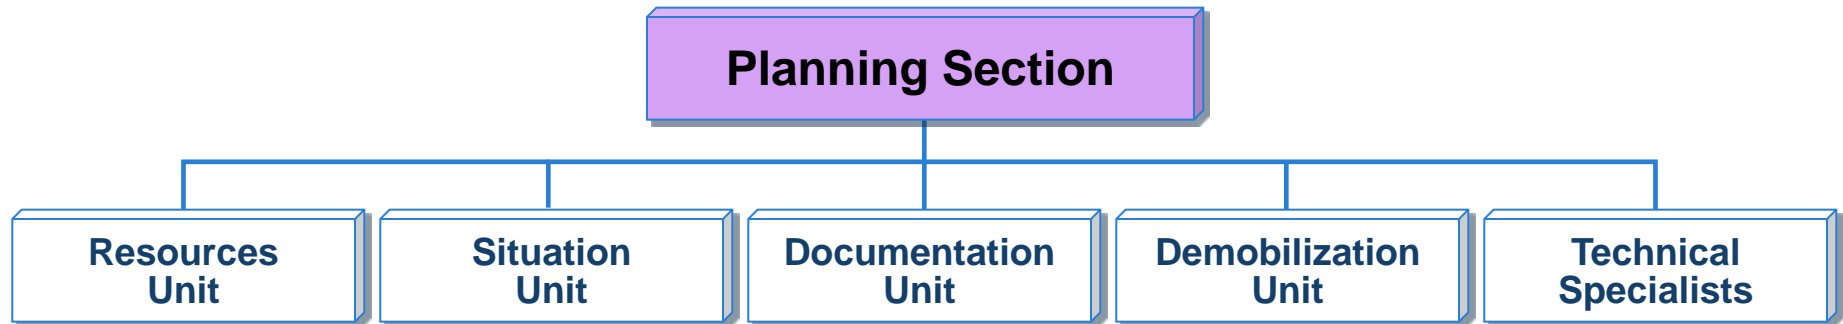 Planning Section
Resources
Unit
Situation
Unit
Documentation
Unit
Demobilization
Unit
Technical
Specialists